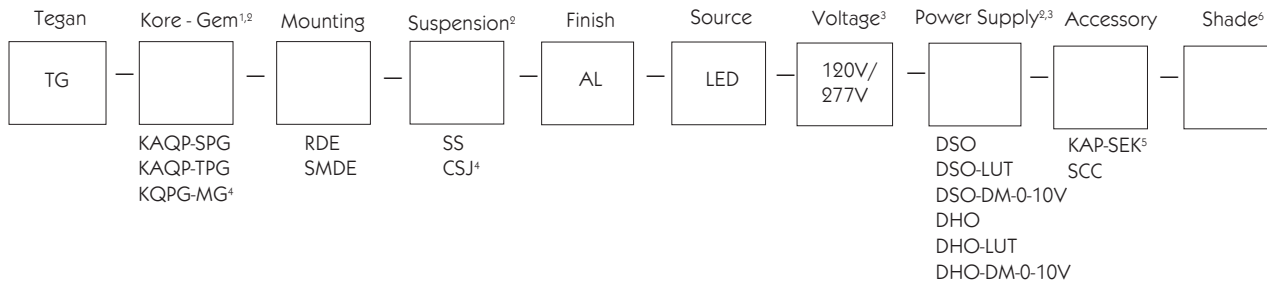 Tegan Kore - Gem¹,² Mounting Suspension² Finish Source Voltage³ Power Supply²,³ Accessory Shade⁶
TG — — — — AL — LED — 120V/ — — —
277V
KAQP-SPG RDE SS DSO KAP-SEK⁵
KAQP-TPG SMDE CSJ⁴ DSO-LUT SCC
KQPG-MG⁴ DSO-DM-0-10V
DHO
DHO-LUT
DHO-DM-0-10V